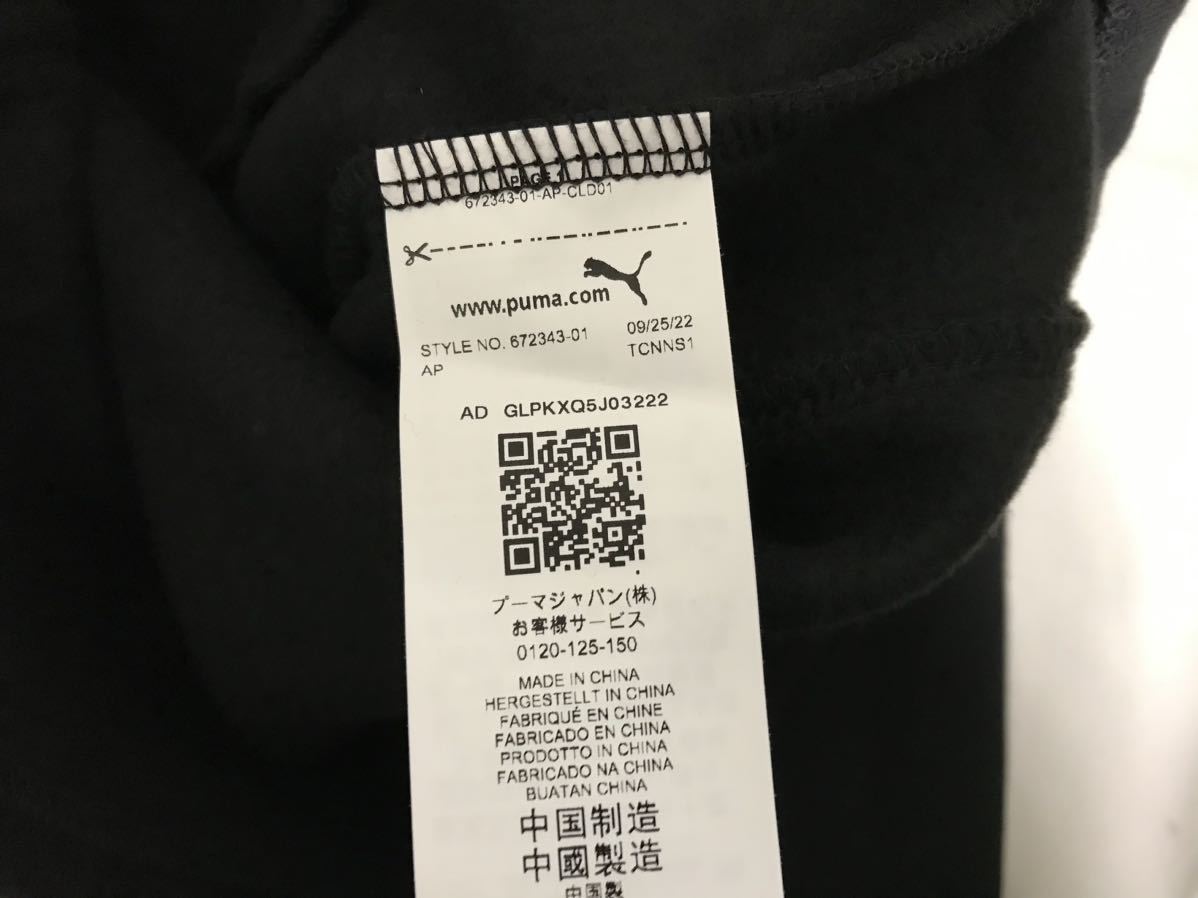 PAGE 1
672343-01-AP-CLD01
www.puma.com
STYLE NO. 672343-01 09/25/22
AP TCNNS1
AD GLPKXQ5J03222
プーマジャパン(株)
お客様サービス
0120-125-150
MADE IN CHINA
HERGESTELLT IN CHINA
FABRIQUÉ EN CHINE
FABRICADO EN CHINA
PRODOTTO IN CHINA
FABRICADO NA CHINA
BUATAN CHINA
中国制造
中國製造
中国製